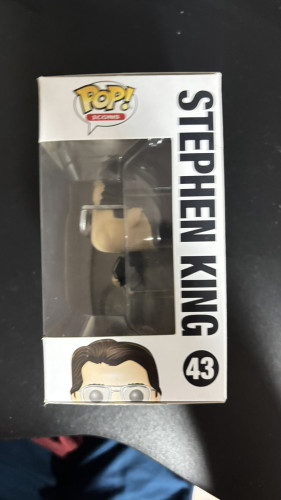 POP!
ICONS
STEPHEN KING
43